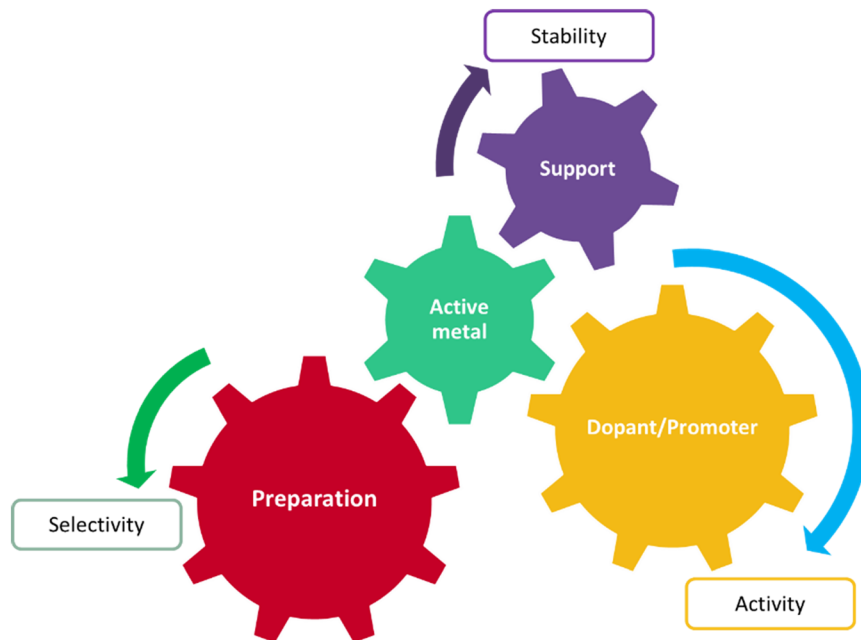 Stability
Support
Active
metal
Dopant/Promoter
Preparation
Selectivity
Activity